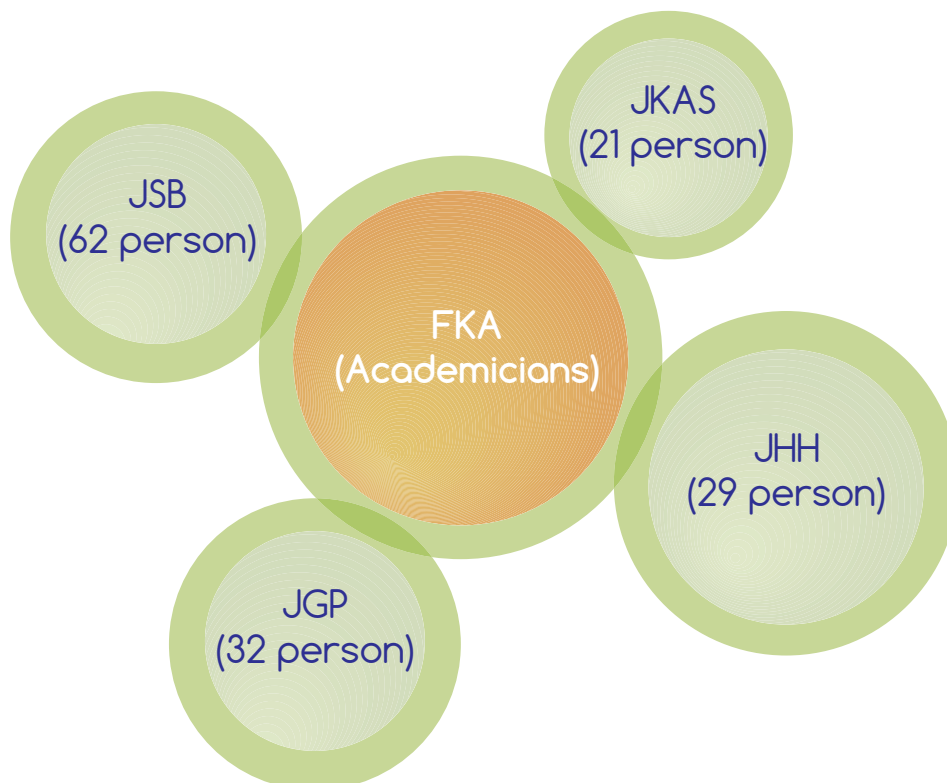 JKAS
(21 person)
JSB
(62 person)
FKA
(Academicians)
JHH
(29 person)
JGP
(32 person)